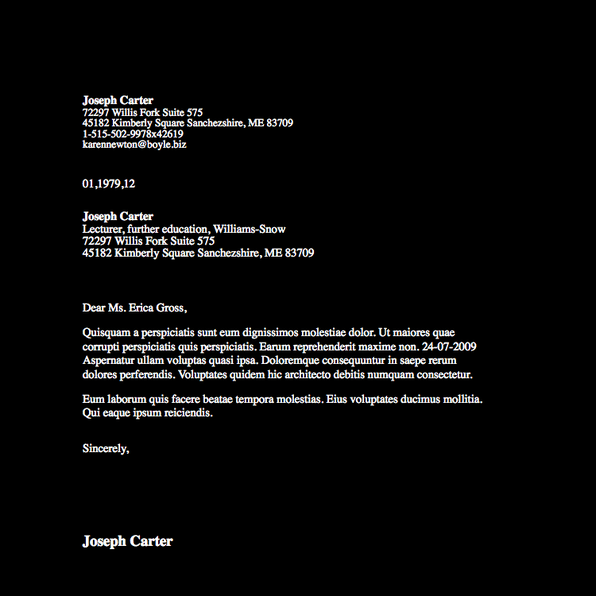 Joseph Carter
72297 Willis Fork Suite 575
45182 Kimberly Square Sanchezshire, ME 83709
1-515-502-9978x42619
karennewton@boyle.biz
01,1979,12
Joseph Carter
Lecturer, further education, Williams-Snow
72297 Willis Fork Suite 575
45182 Kimberly Square Sanchezshire, ME 83709
Dear Ms. Erica Gross,
Quisquam a perspiciatis sunt eum dignissimos molestiae dolor. Ut maiores quae
corrupti perspiciatis quis perspiciatis. Earum reprehenderit maxime non. 24-07-2009
Aspernatur ullam voluptas quasi ipsa. Doloremque consequuntur in saepe rerum
dolores perferendis. Voluptates quidem hic architecto debitis numquam consectetur.
Eum laborum quis facere beatae tempora molestias. Eius voluptates ducimus mollitia.
Qui eaque ipsum reiciendis.
Sincerely,
Joseph Carter